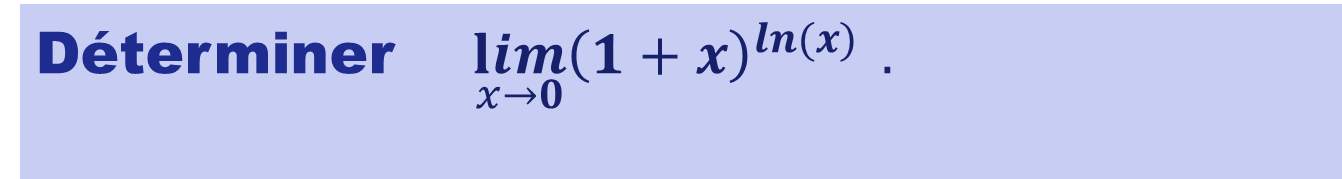 Déterminer lim(1 + x)^ln(x) .
x→0